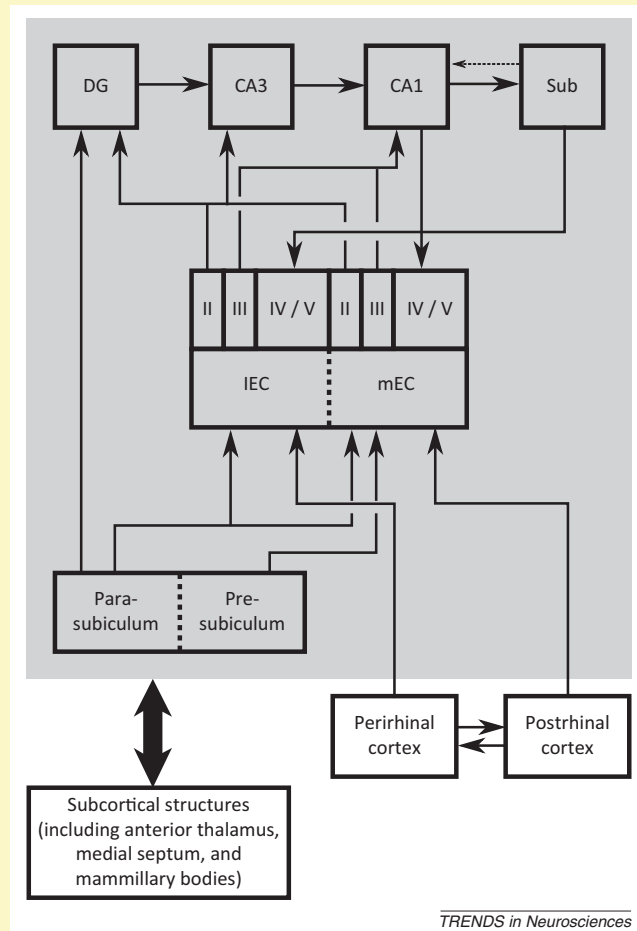 DG
CA3
CA1
Sub
II
III
IV / V
II
III
IV / V
lEC
mEC
Para-
subiculum
Pre-
subiculum
Perirhinal
cortex
Postrhinal
cortex
Subcortical structures
(including anterior thalamus,
medial septum, and
mammillary bodies)
TRENDS in Neurosciences